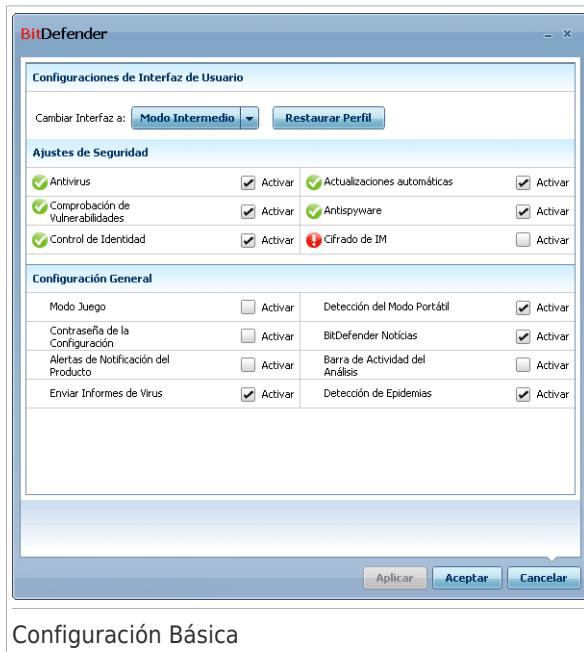 BitDefender
Configuraciones de Interfaz de Usuario
Cambiar Interfaz a: Modo Intermedio Restaurar Perfil
Ajustes de Seguridad
Antivirus Activar Actualizaciones automáticas Activar
Comprobación de
Vulnerabilidades Activar Antispyware Activar
Control de Identidad Activar Cifrado de IM Activar
Configuración General
Modo Juego Activar Detección del Modo Portátil Activar
Contraseña de la
Configuración Activar BitDefender Notícias Activar
Alertas de Notificación del
Producto Activar Barra de Actividad del
Análisis Activar
Enviar Informes de Virus Activar Detección de Epidemias Activar
Aplicar Aceptar Cancelar
Configuración Básica